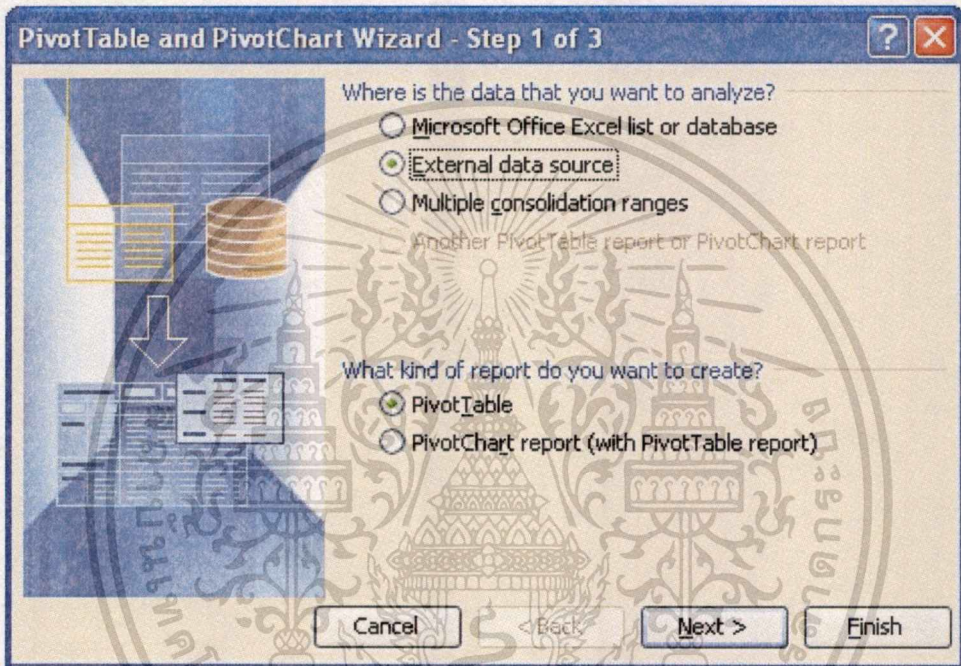 PivotTable and PivotChart Wizard - Step 1 of 3
Where is the data that you want to analyze?
Microsoft Office Excel list or database
External data source
Multiple consolidation ranges
Another PivotTable report or PivotChart report
What kind of report do you want to create?
PivotTable
PivotChart report (with PivotTable report)
Cancel
< Back
Next >
Finish